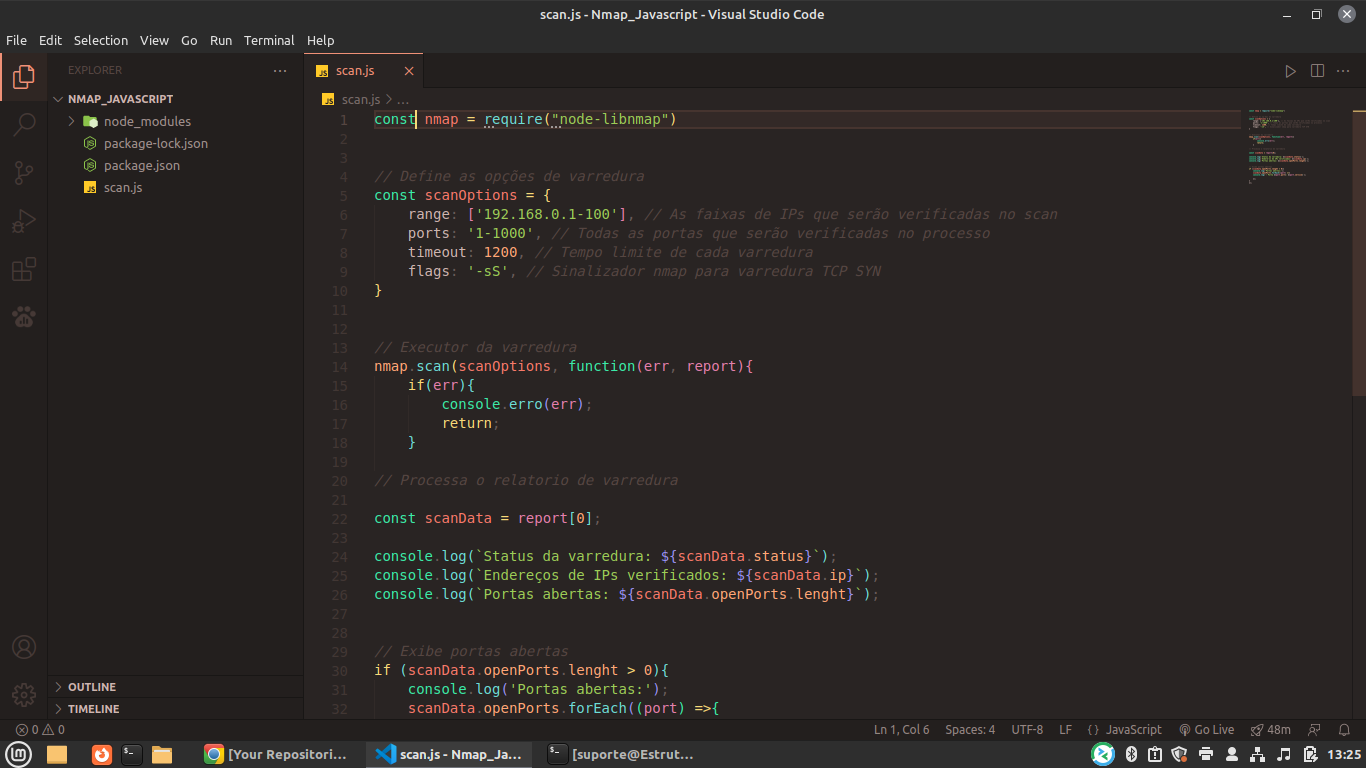 scan.js - Nmap_Javascript - Visual Studio Code
File Edit Selection View Go Run Terminal Help
EXPLORER
scan.js
NMAP_JAVASCRIPT
node_modules
package-lock.json
package.json
scan.js
scan.js > ...
1 const nmap = require("node-libnmap")
2
3
4 // Define as opções de varredura
5 const scanOptions = {
6 range: ['192.168.0.1-100'], // As faixas de IPs que serão verificadas no scan
7 ports: '1-1000', // Todas as portas que serão verificadas no processo
8 timeout: 1200, // Tempo limite de cada varredura
9 flags: '-sS', // Sinalizador nmap para varredura TCP SYN
10 }
11
12
13 // Executor da varredura
14 nmap.scan(scanOptions, function(err, report){
15 if(err){
16 console.erro(err);
17 return;
18 }
19
20 // Processa o relatorio de varredura
21
22 const scanData = report[0];
23
24 console.log(`Status da varredura: ${scanData.status}`);
25 console.log(`Endereços de IPs verificados: ${scanData.ip}`);
26 console.log(`Portas abertas: ${scanData.openPorts.lenght}`);
27
28
29 // Exibe portas abertas
30 if (scanData.openPorts.lenght > 0){
31 console.log('Portas abertas:');
32 scanData.openPorts.forEach((port) =>{
OUTLINE
TIMELINE
0 0 Ln 1, Col 6 Spaces: 4 UTF-8 LF { } JavaScript Go Live 48m
[Your Repositori... scan.js - Nmap_Ja... [suporte@Estrut... 13:25